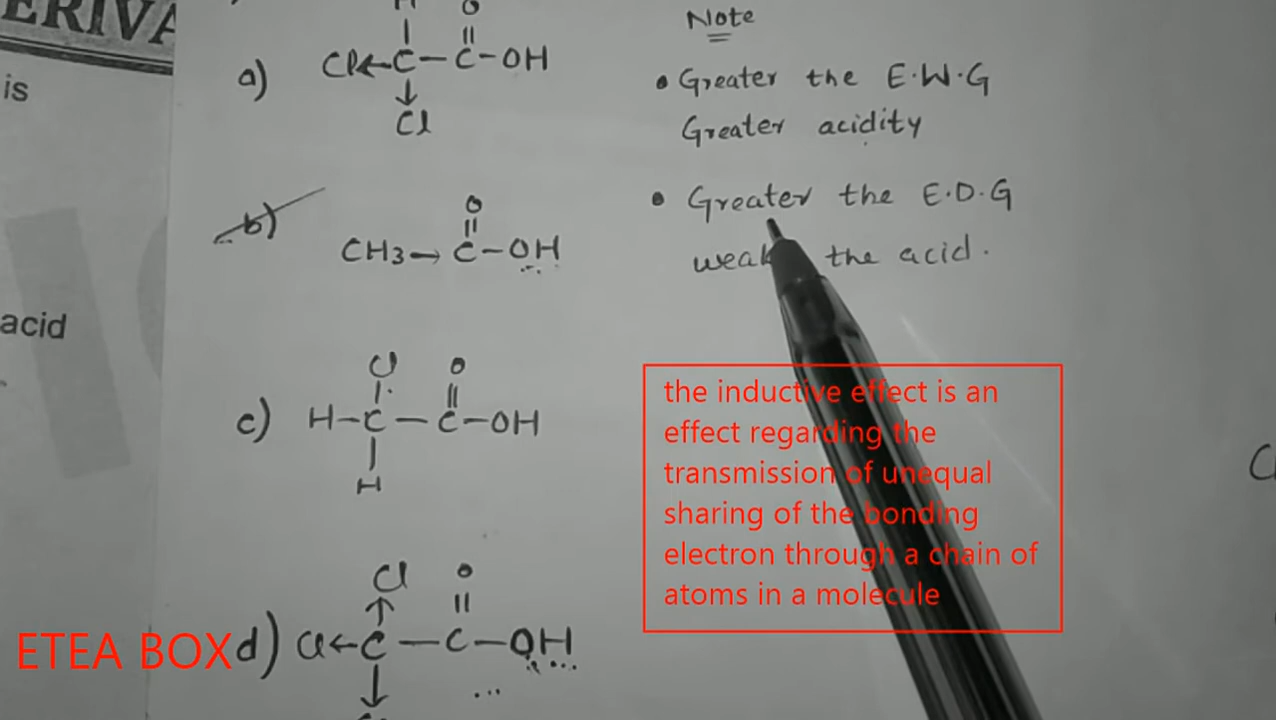 ERIVA
is
acid
a)
H O
Cl←C–C–OH
Cl
b)
O
CH3→C–OH
c)
Cl O
H–C–C–OH
H
d)
Cl O
Cl←C–C–OH
Note
• Greater the E.W.G
Greater acidity
• Greater the E.D.G
weak the acid.
the inductive effect is an
effect regarding the
transmission of unequal
sharing of the bonding
electron through a chain of
atoms in a molecule
ETEA BOX